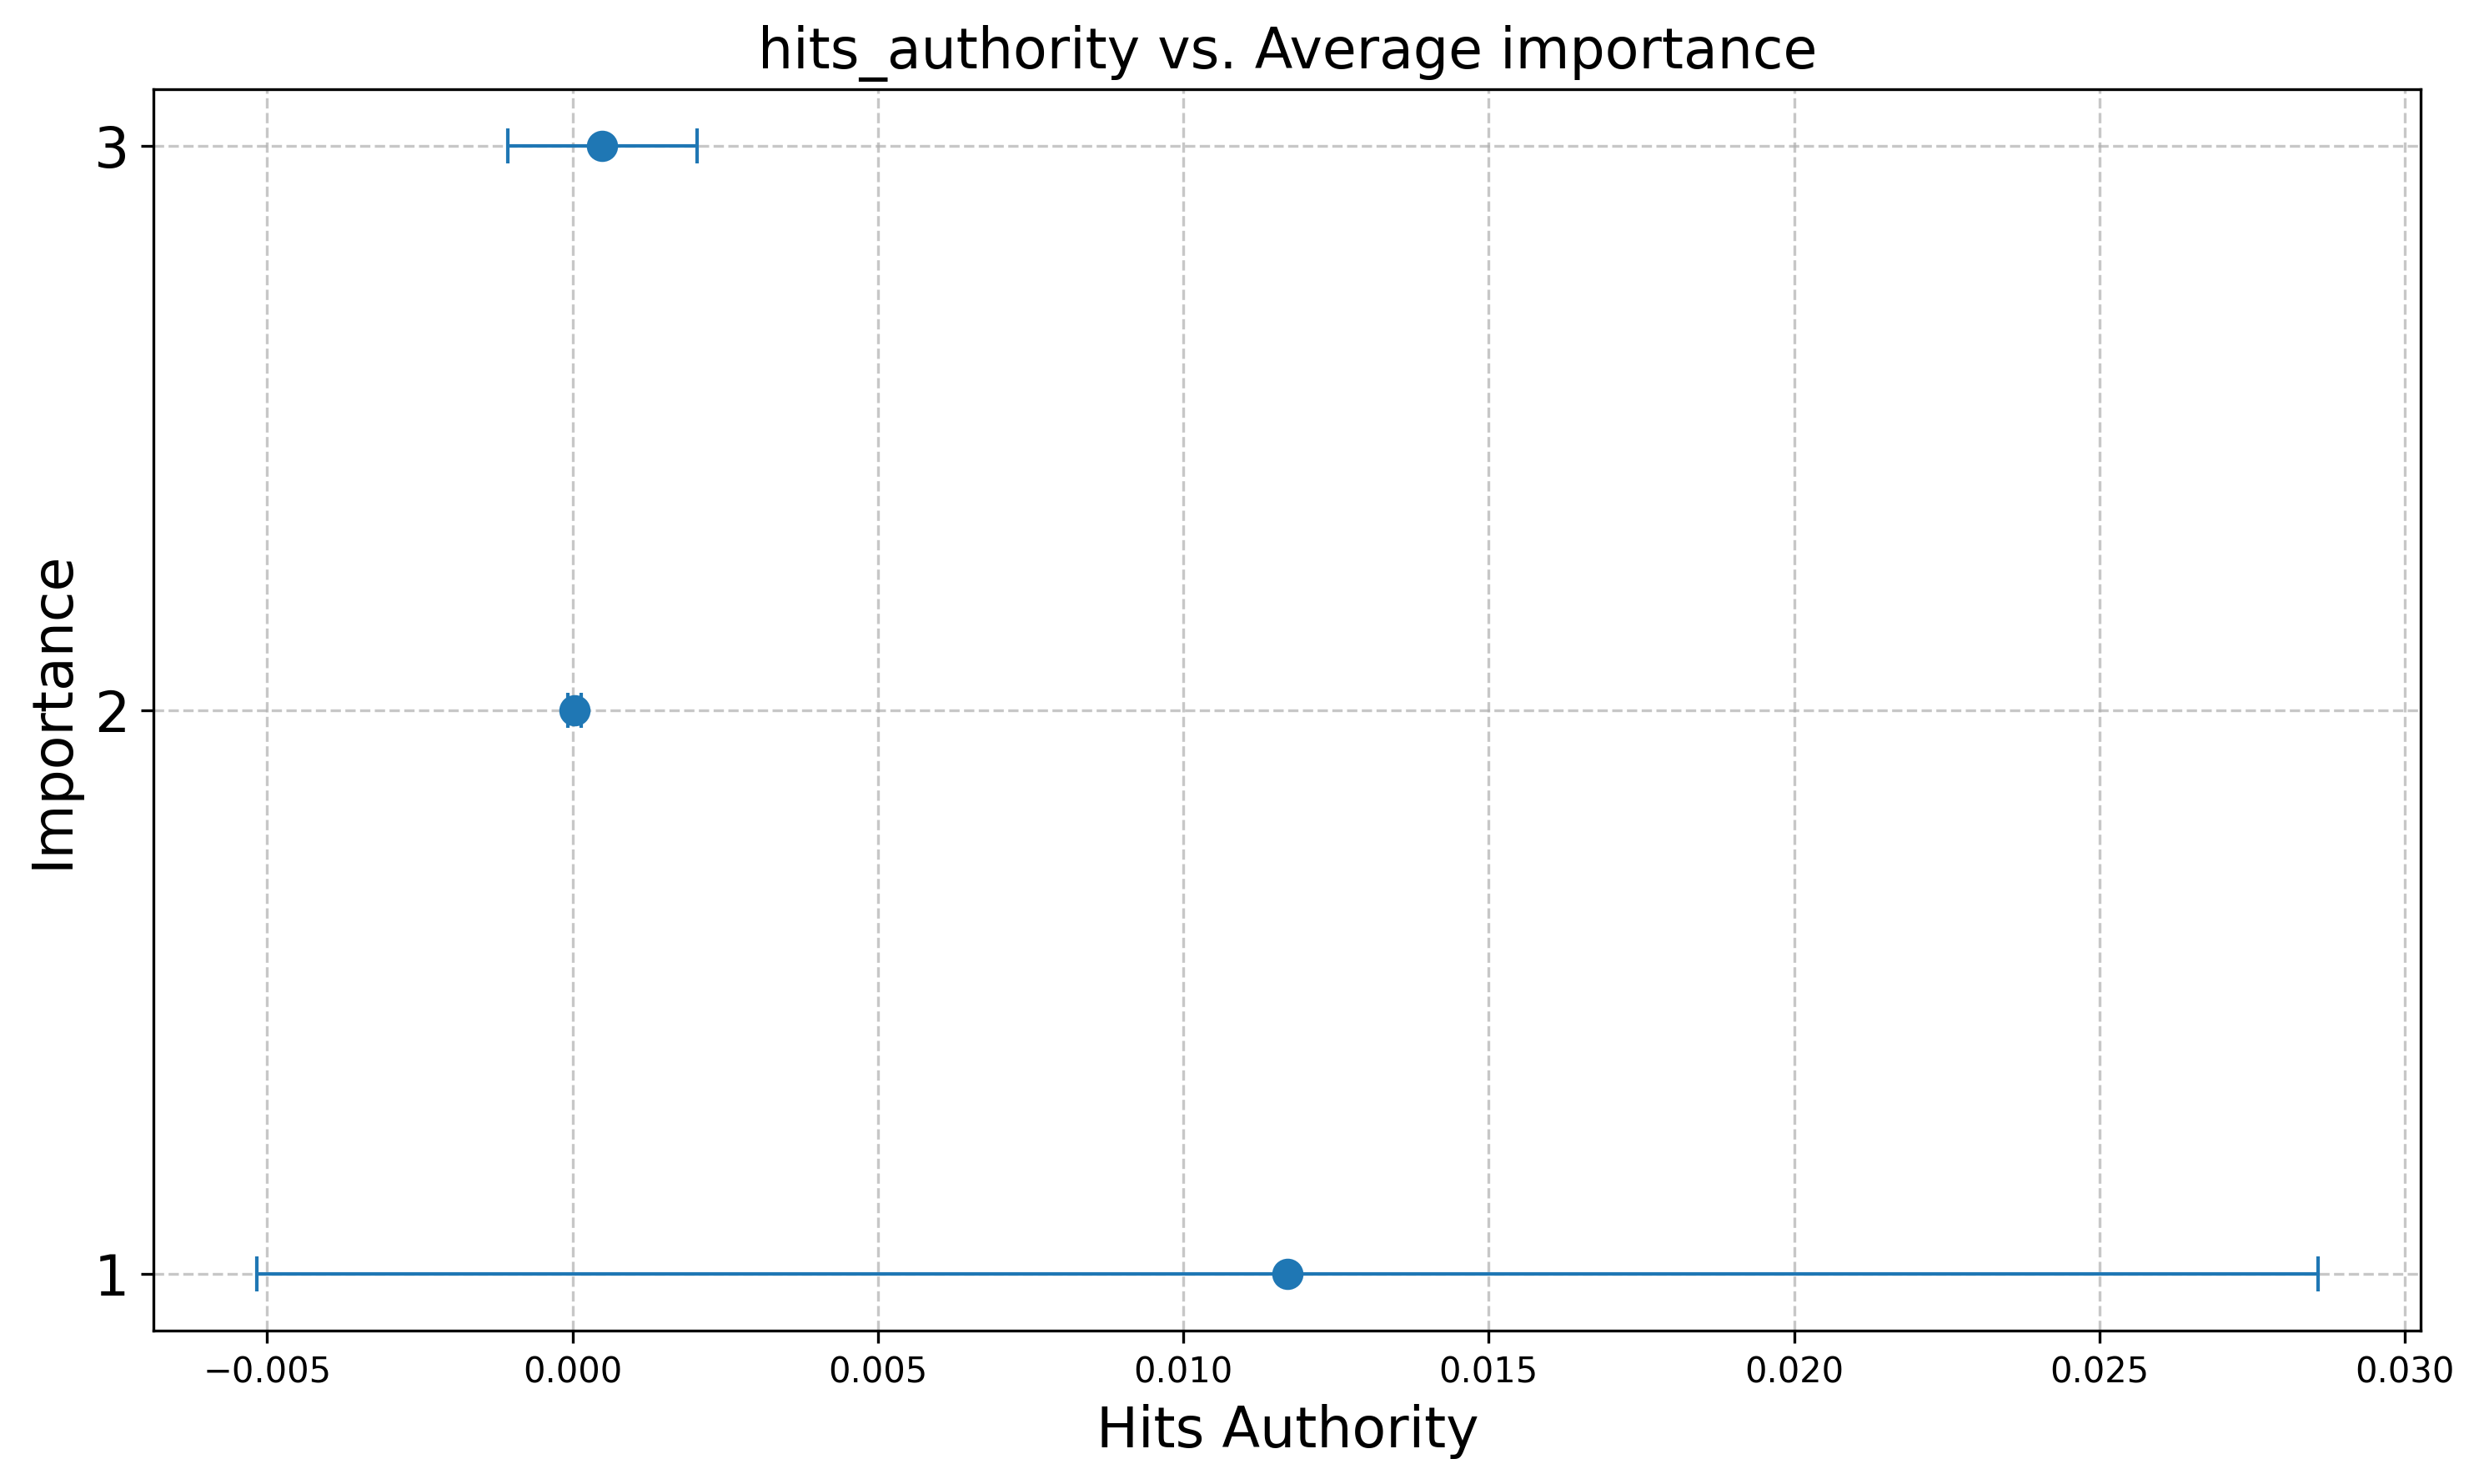 hits_authority vs. Average importance
3
2
1
Importance
−0.005 0.000 0.005 0.010 0.015 0.020 0.025 0.030
Hits Authority